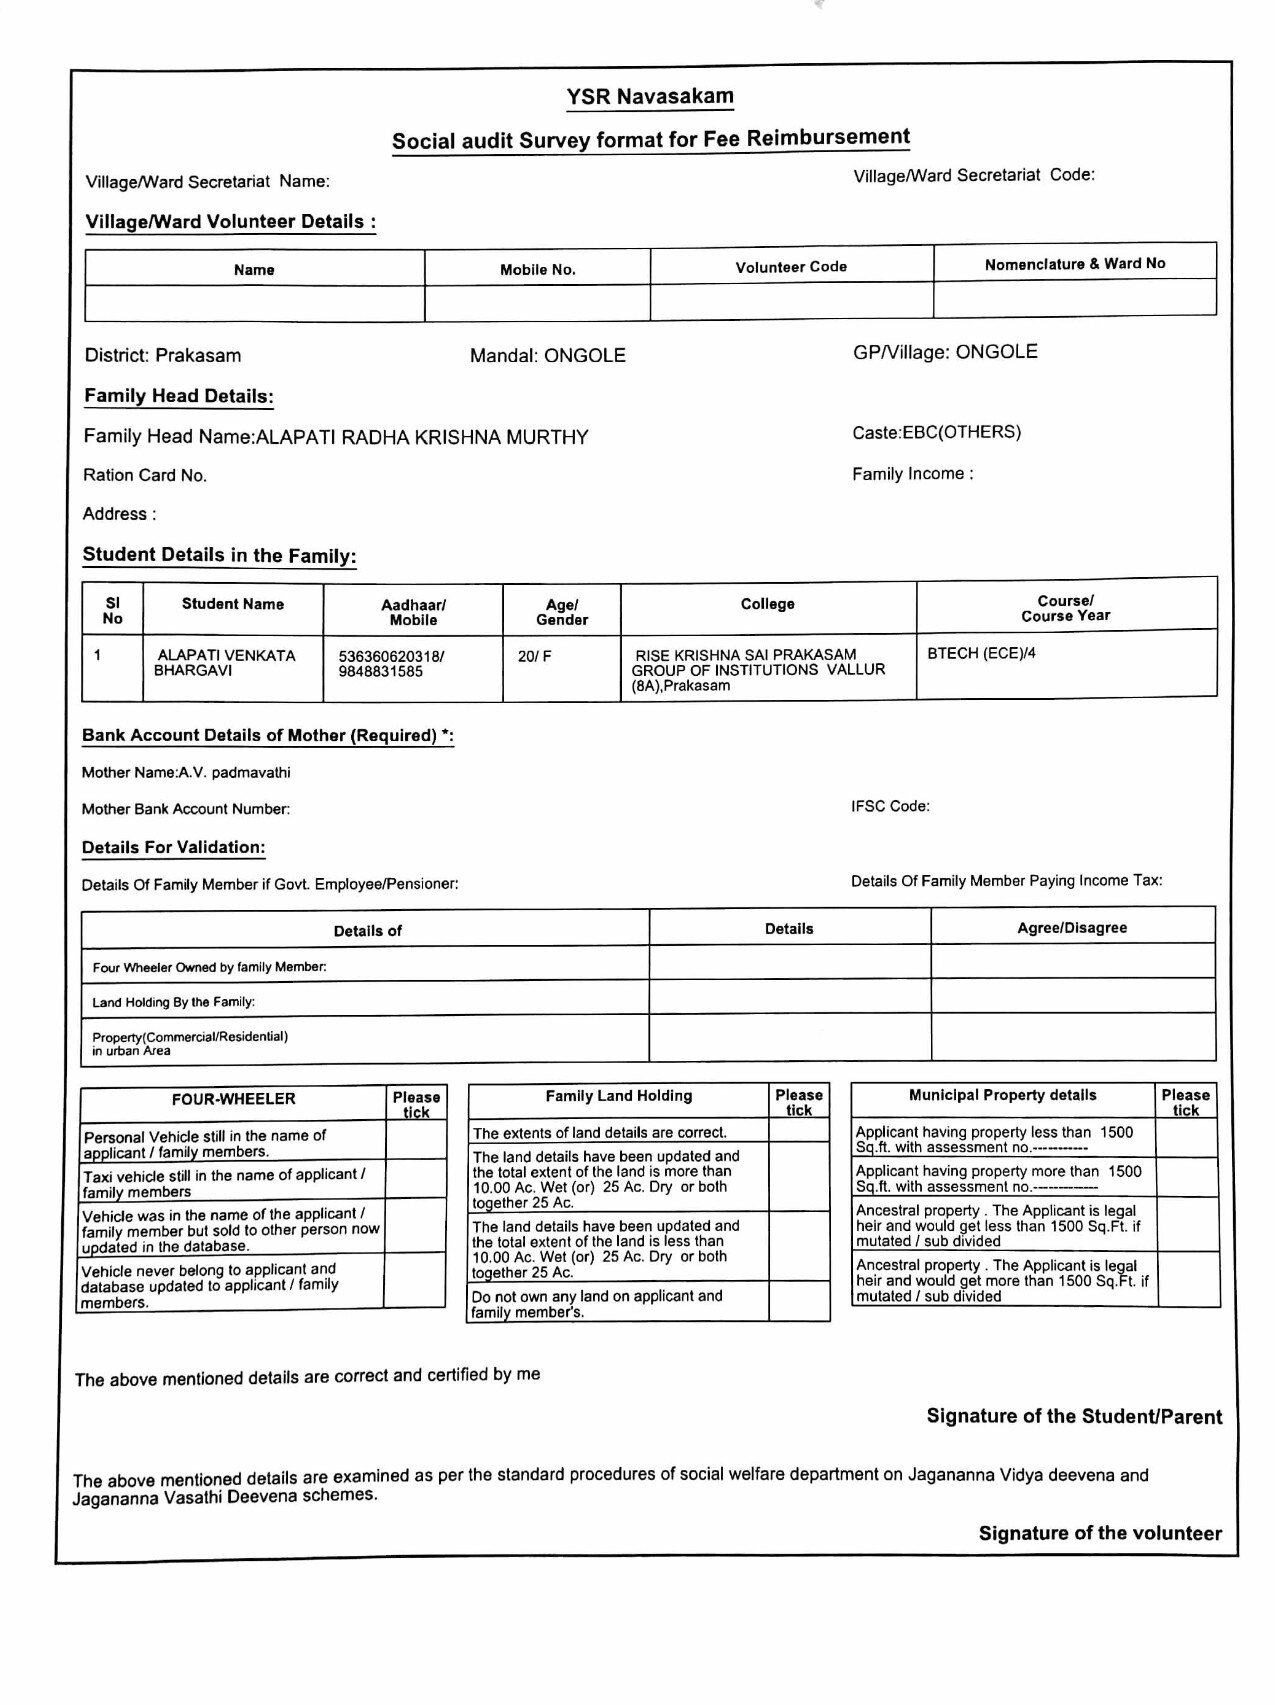 YSR Navasakam
Social audit Survey format for Fee Reimbursement
Village/Ward Secretariat Name:
Village/Ward Secretariat Code:
Village/Ward Volunteer Details :
Name
Mobile No.
Volunteer Code
Nomenclature & Ward No
District: Prakasam
Mandal: ONGOLE
GP/Village: ONGOLE
Family Head Details:
Family Head Name:ALAPATI RADHA KRISHNA MURTHY
Caste:EBC(OTHERS)
Ration Card No.
Family Income :
Address :
Student Details in the Family:
Sl
No
Student Name
Aadhaar/
Mobile
Age/
Gender
College
Course/
Course Year
1
ALAPATI VENKATA
BHARGAVI
536360620318/
9848831585
20/ F
RISE KRISHNA SAI PRAKASAM
GROUP OF INSTITUTIONS VALLUR
(8A),Prakasam
BTECH (ECE)/4
Bank Account Details of Mother (Required) *:
Mother Name:A.V. padmavathi
Mother Bank Account Number:
IFSC Code:
Details For Validation:
Details Of Family Member if Govt. Employee/Pensioner:
Details Of Family Member Paying Income Tax:
Details of
Details
Agree/Disagree
Four Wheeler Owned by family Member:
Land Holding By the Family:
Property(Commercial/Residential)
in urban Area
FOUR-WHEELER
Please
tick
Personal Vehicle still in the name of
applicant / family members.
Taxi vehicle still in the name of applicant /
family members
Vehicle was in the name of the applicant /
family member but sold to other person now
updated in the database.
Vehicle never belong to applicant and
database updated to applicant / family
members.
Family Land Holding
Please
tick
The extents of land details are correct.
The land details have been updated and
the total extent of the land is more than
10.00 Ac. Wet (or) 25 Ac. Dry or both
together 25 Ac.
The land details have been updated and
the total extent of the land is less than
10.00 Ac. Wet (or) 25 Ac. Dry or both
together 25 Ac.
Do not own any land on applicant and
family member's.
Municipal Property details
Please
tick
Applicant having property less than 1500
Sq.ft. with assessment no.----------
Applicant having property more than 1500
Sq.ft. with assessment no.------------
Ancestral property . The Applicant is legal
heir and would get less than 1500 Sq.Ft. if
mutated / sub divided
Ancestral property . The Applicant is legal
heir and would get more than 1500 Sq.Ft. if
mutated / sub divided
The above mentioned details are correct and certified by me
Signature of the Student/Parent
The above mentioned details are examined as per the standard procedures of social welfare department on Jagananna Vidya deevena and
Jagananna Vasathi Deevena schemes.
Signature of the volunteer